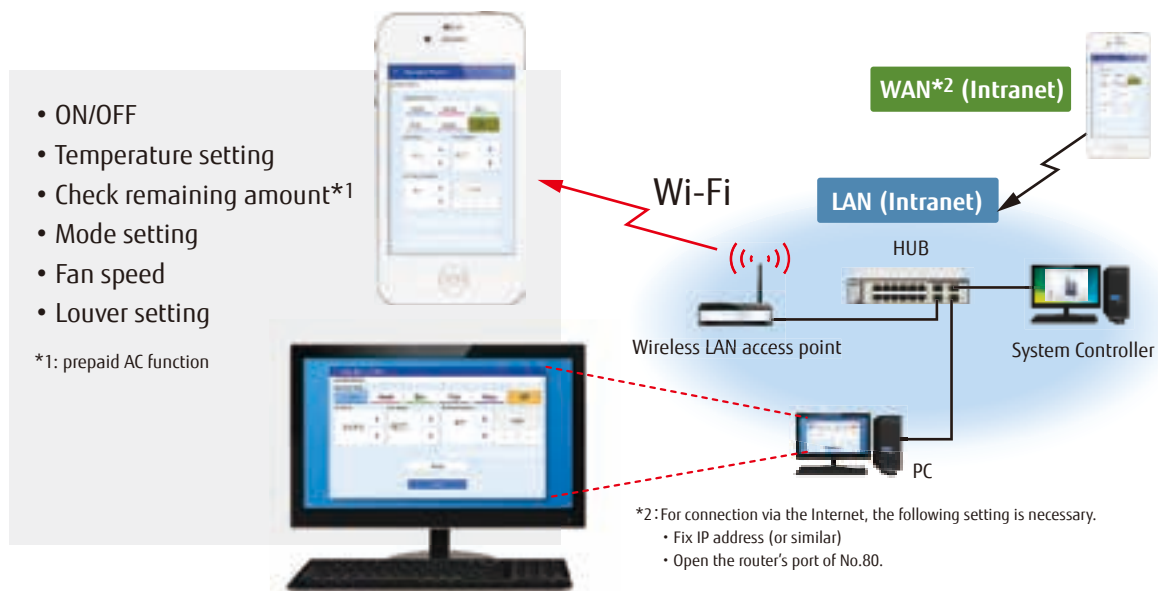 • ON/OFF
• Temperature setting
• Check remaining amount*1
• Mode setting
• Fan speed
• Louver setting
*1: prepaid AC function
Wi-Fi
WAN*2 (Intranet)
LAN (Intranet)
HUB
Wireless LAN access point
System Controller
PC
*2:For connection via the Internet, the following setting is necessary.
• Fix IP address (or similar)
• Open the router's port of No.80.